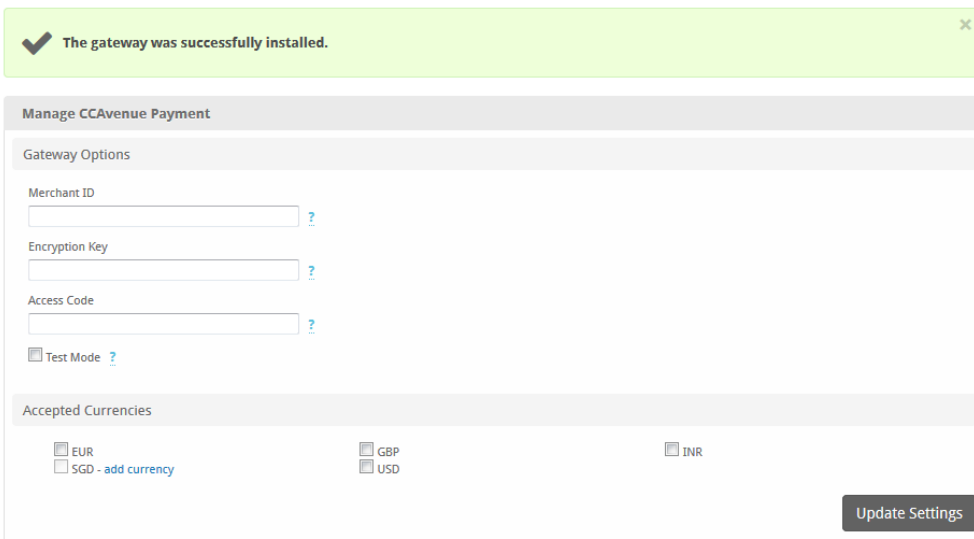 The gateway was successfully installed.
×
Manage CCAvenue Payment
Gateway Options
Merchant ID
?
Encryption Key
?
Access Code
?
Test Mode ?
Accepted Currencies
EUR GBP INR
SGD - add currency USD
Update Settings